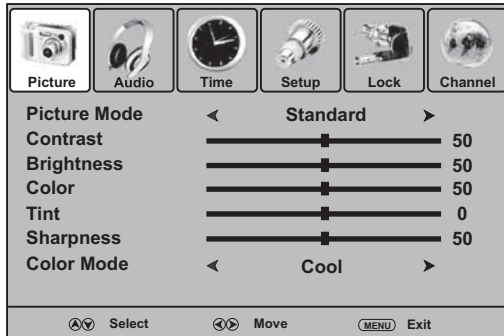 Picture Audio Time Setup Lock Channel
Picture Mode Standard
Contrast 50
Brightness 50
Color 50
Tint 0
Sharpness 50
Color Mode Cool
Select Move MENU Exit